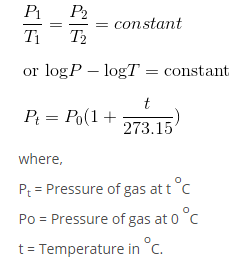 P₁/T₁ = P₂/T₂ = constant
or logP − logT = constant
Pₜ = P₀(1 + t/273.15)
where,
Pₜ = Pressure of gas at t °C
Po = Pressure of gas at 0 °C
t = Temperature in °C.